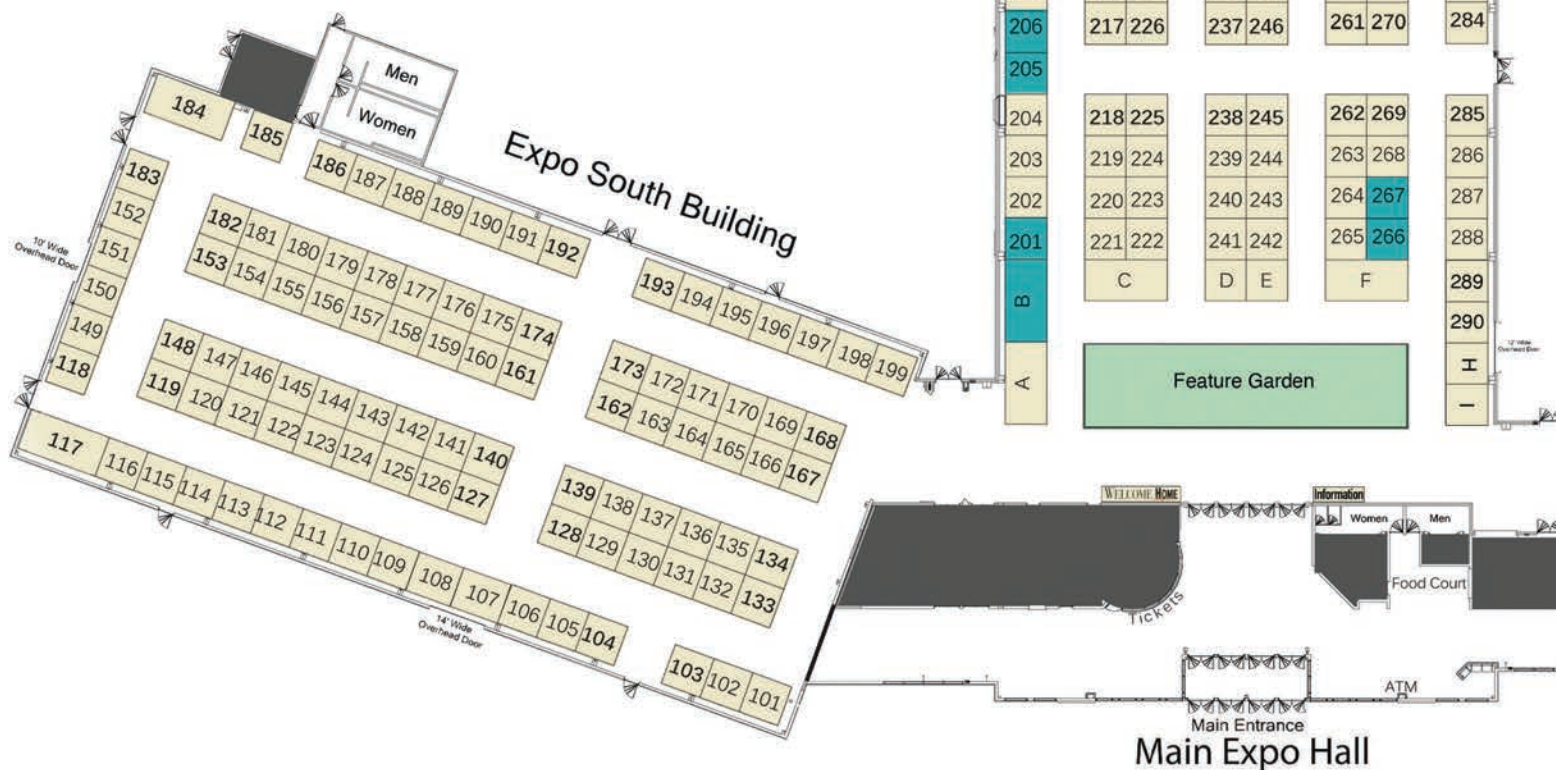 Men
Women
184
185
186 187 188 189 190 191 192
Expo South Building
183
152
151
150
149
118
10' Wide
Overhead Door
182 181 180 179 178 177 176 175 174
153 154 155 156 157 158 159 160 161
193 194 195 196 197 198 199
148 147 146 145 144 143 142 141 140
119 120 121 122 123 124 125 126 127
173 172 171 170 169 168
162 163 164 165 166 167
139 138 137 136 135 134
128 129 130 131 132 133
117 116 115 114 113 112 111 110 109 108 107 106 105 104
103 102 101
14' Wide
Overhead Door
206 217 226 237 246 261 270 284
205
204 218 225 238 245 262 269 285
203 219 224 239 244 263 268 286
202 220 223 240 243 264 267 287
201 221 222 241 242 265 266 288
B C D E F 289
290
12' Wide
Overhead Door
A Feature Garden H
I
WELCOME HOME Information
Women Men
Food Court
Tickets
ATM
Main Entrance
Main Expo Hall